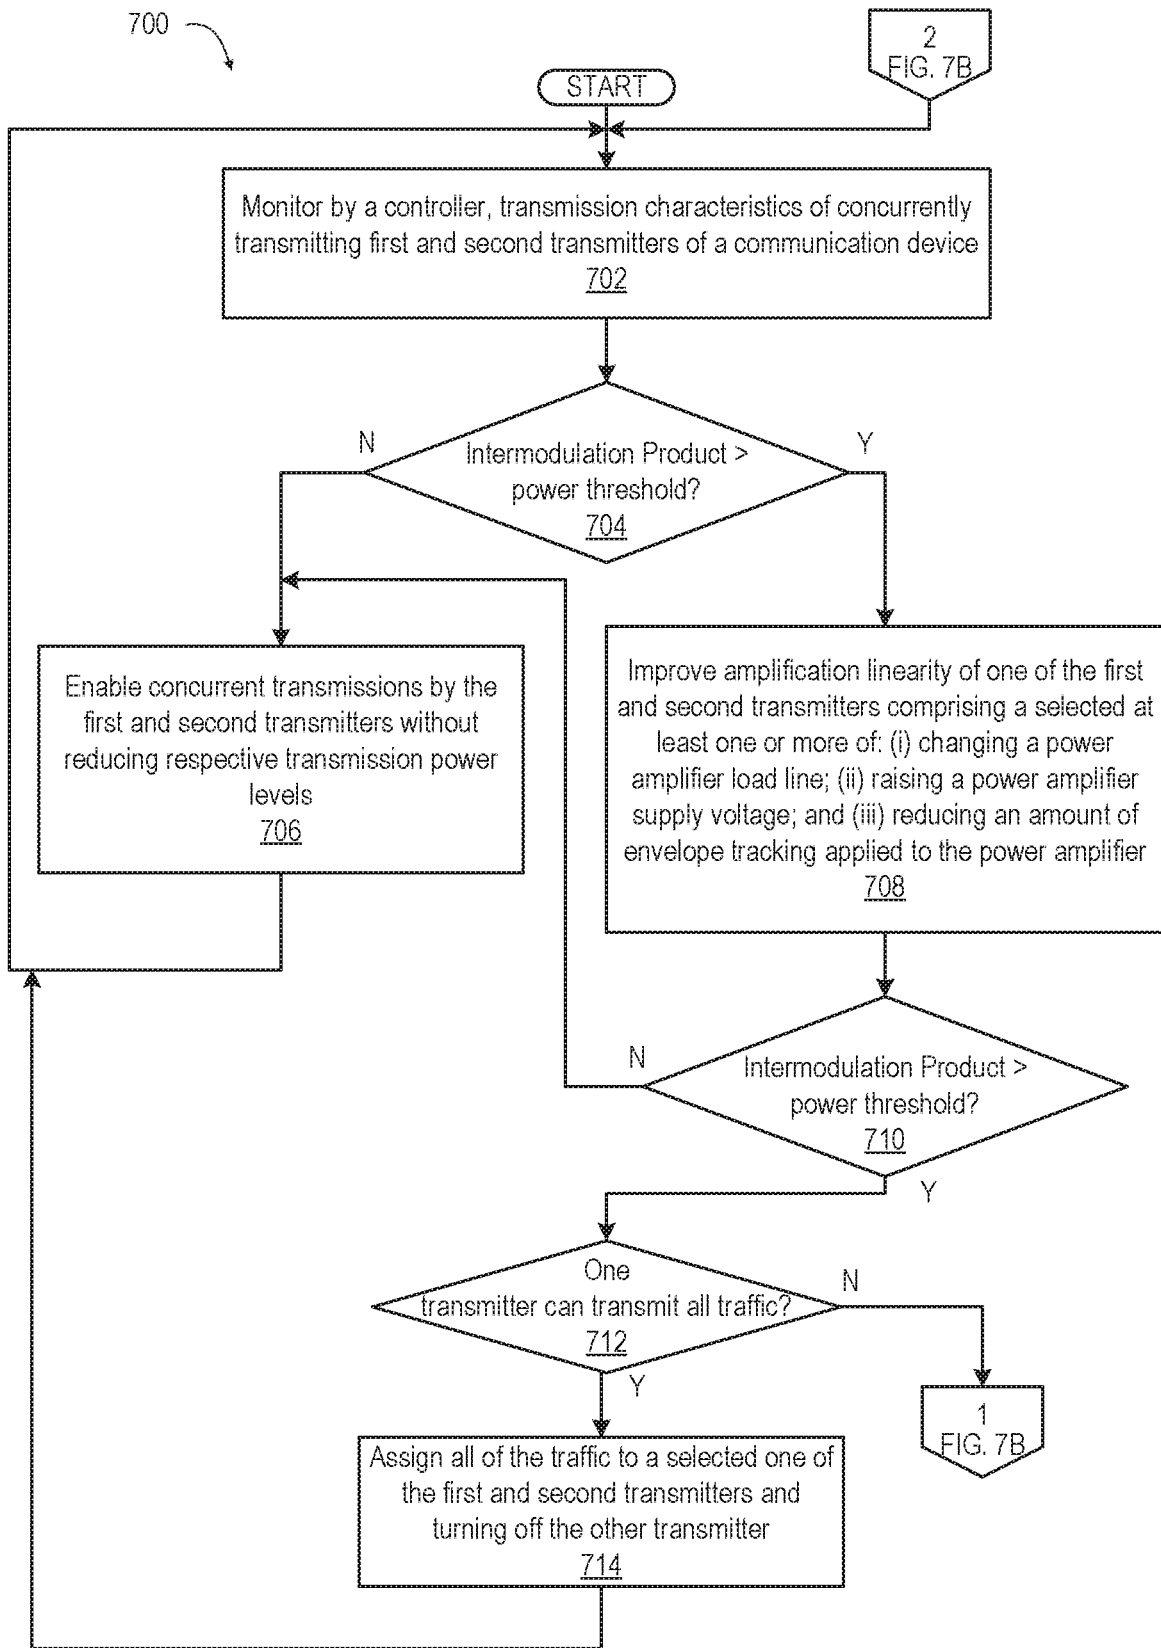 700
2
FIG. 7B
START
Monitor by a controller, transmission characteristics of concurrently
transmitting first and second transmitters of a communication device
702
N
Y
Intermodulation Product >
power threshold?
704
Enable concurrent transmissions by the
first and second transmitters without
reducing respective transmission power
levels
706
Improve amplification linearity of one of the first
and second transmitters comprising a selected at
least one or more of: (i) changing a power
amplifier load line; (ii) raising a power amplifier
supply voltage; and (iii) reducing an amount of
envelope tracking applied to the power amplifier
708
N
Intermodulation Product >
power threshold?
710
Y
One
transmitter can transmit all traffic?
712
N
Y
1
FIG. 7B
Assign all of the traffic to a selected one of
the first and second transmitters and
turning off the other transmitter
714